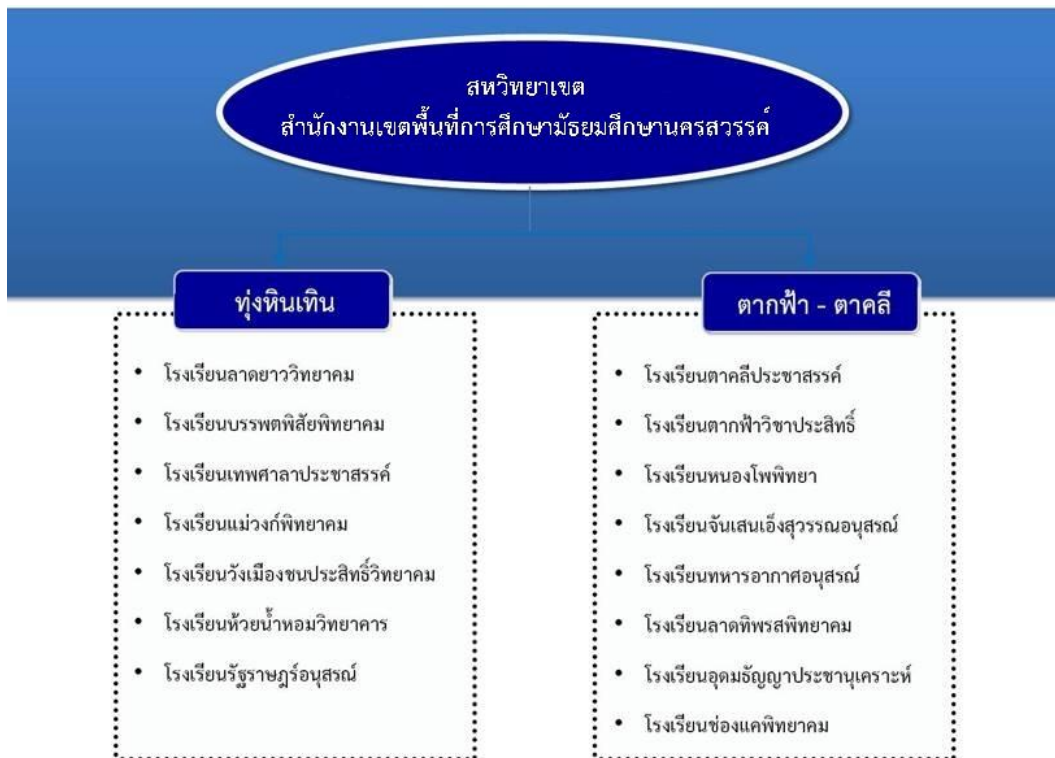 สหวิทยาเขต
สำนักงานเขตพื้นที่การศึกษามัธยมศึกษานครสวรรค์
ทุ่งหินเทิน
• โรงเรียนลาดยาววิทยาคม
• โรงเรียนบรรพตพิสัยพิทยาคม
• โรงเรียนเทพศาลาประชาสรรค์
• โรงเรียนแม่วงก์พิทยาคม
• โรงเรียนวังเมืองชนประสิทธิ์วิทยาคม
• โรงเรียนห้วยน้ำหอมวิทยาคาร
• โรงเรียนรัฐราษฎร์อนุสรณ์
ตากฟ้า - ตาคลี
• โรงเรียนตาคลีประชาสรรค์
• โรงเรียนตากฟ้าวิชาประสิทธิ์
• โรงเรียนหนองโพพิทยา
• โรงเรียนจันเสนเอ็งสุวรรณอนุสรณ์
• โรงเรียนทหารอากาศอนุสรณ์
• โรงเรียนลาดทิพรสพิทยาคม
• โรงเรียนอุดมธัญญาประชานุเคราะห์
• โรงเรียนช่องแคพิทยาคม